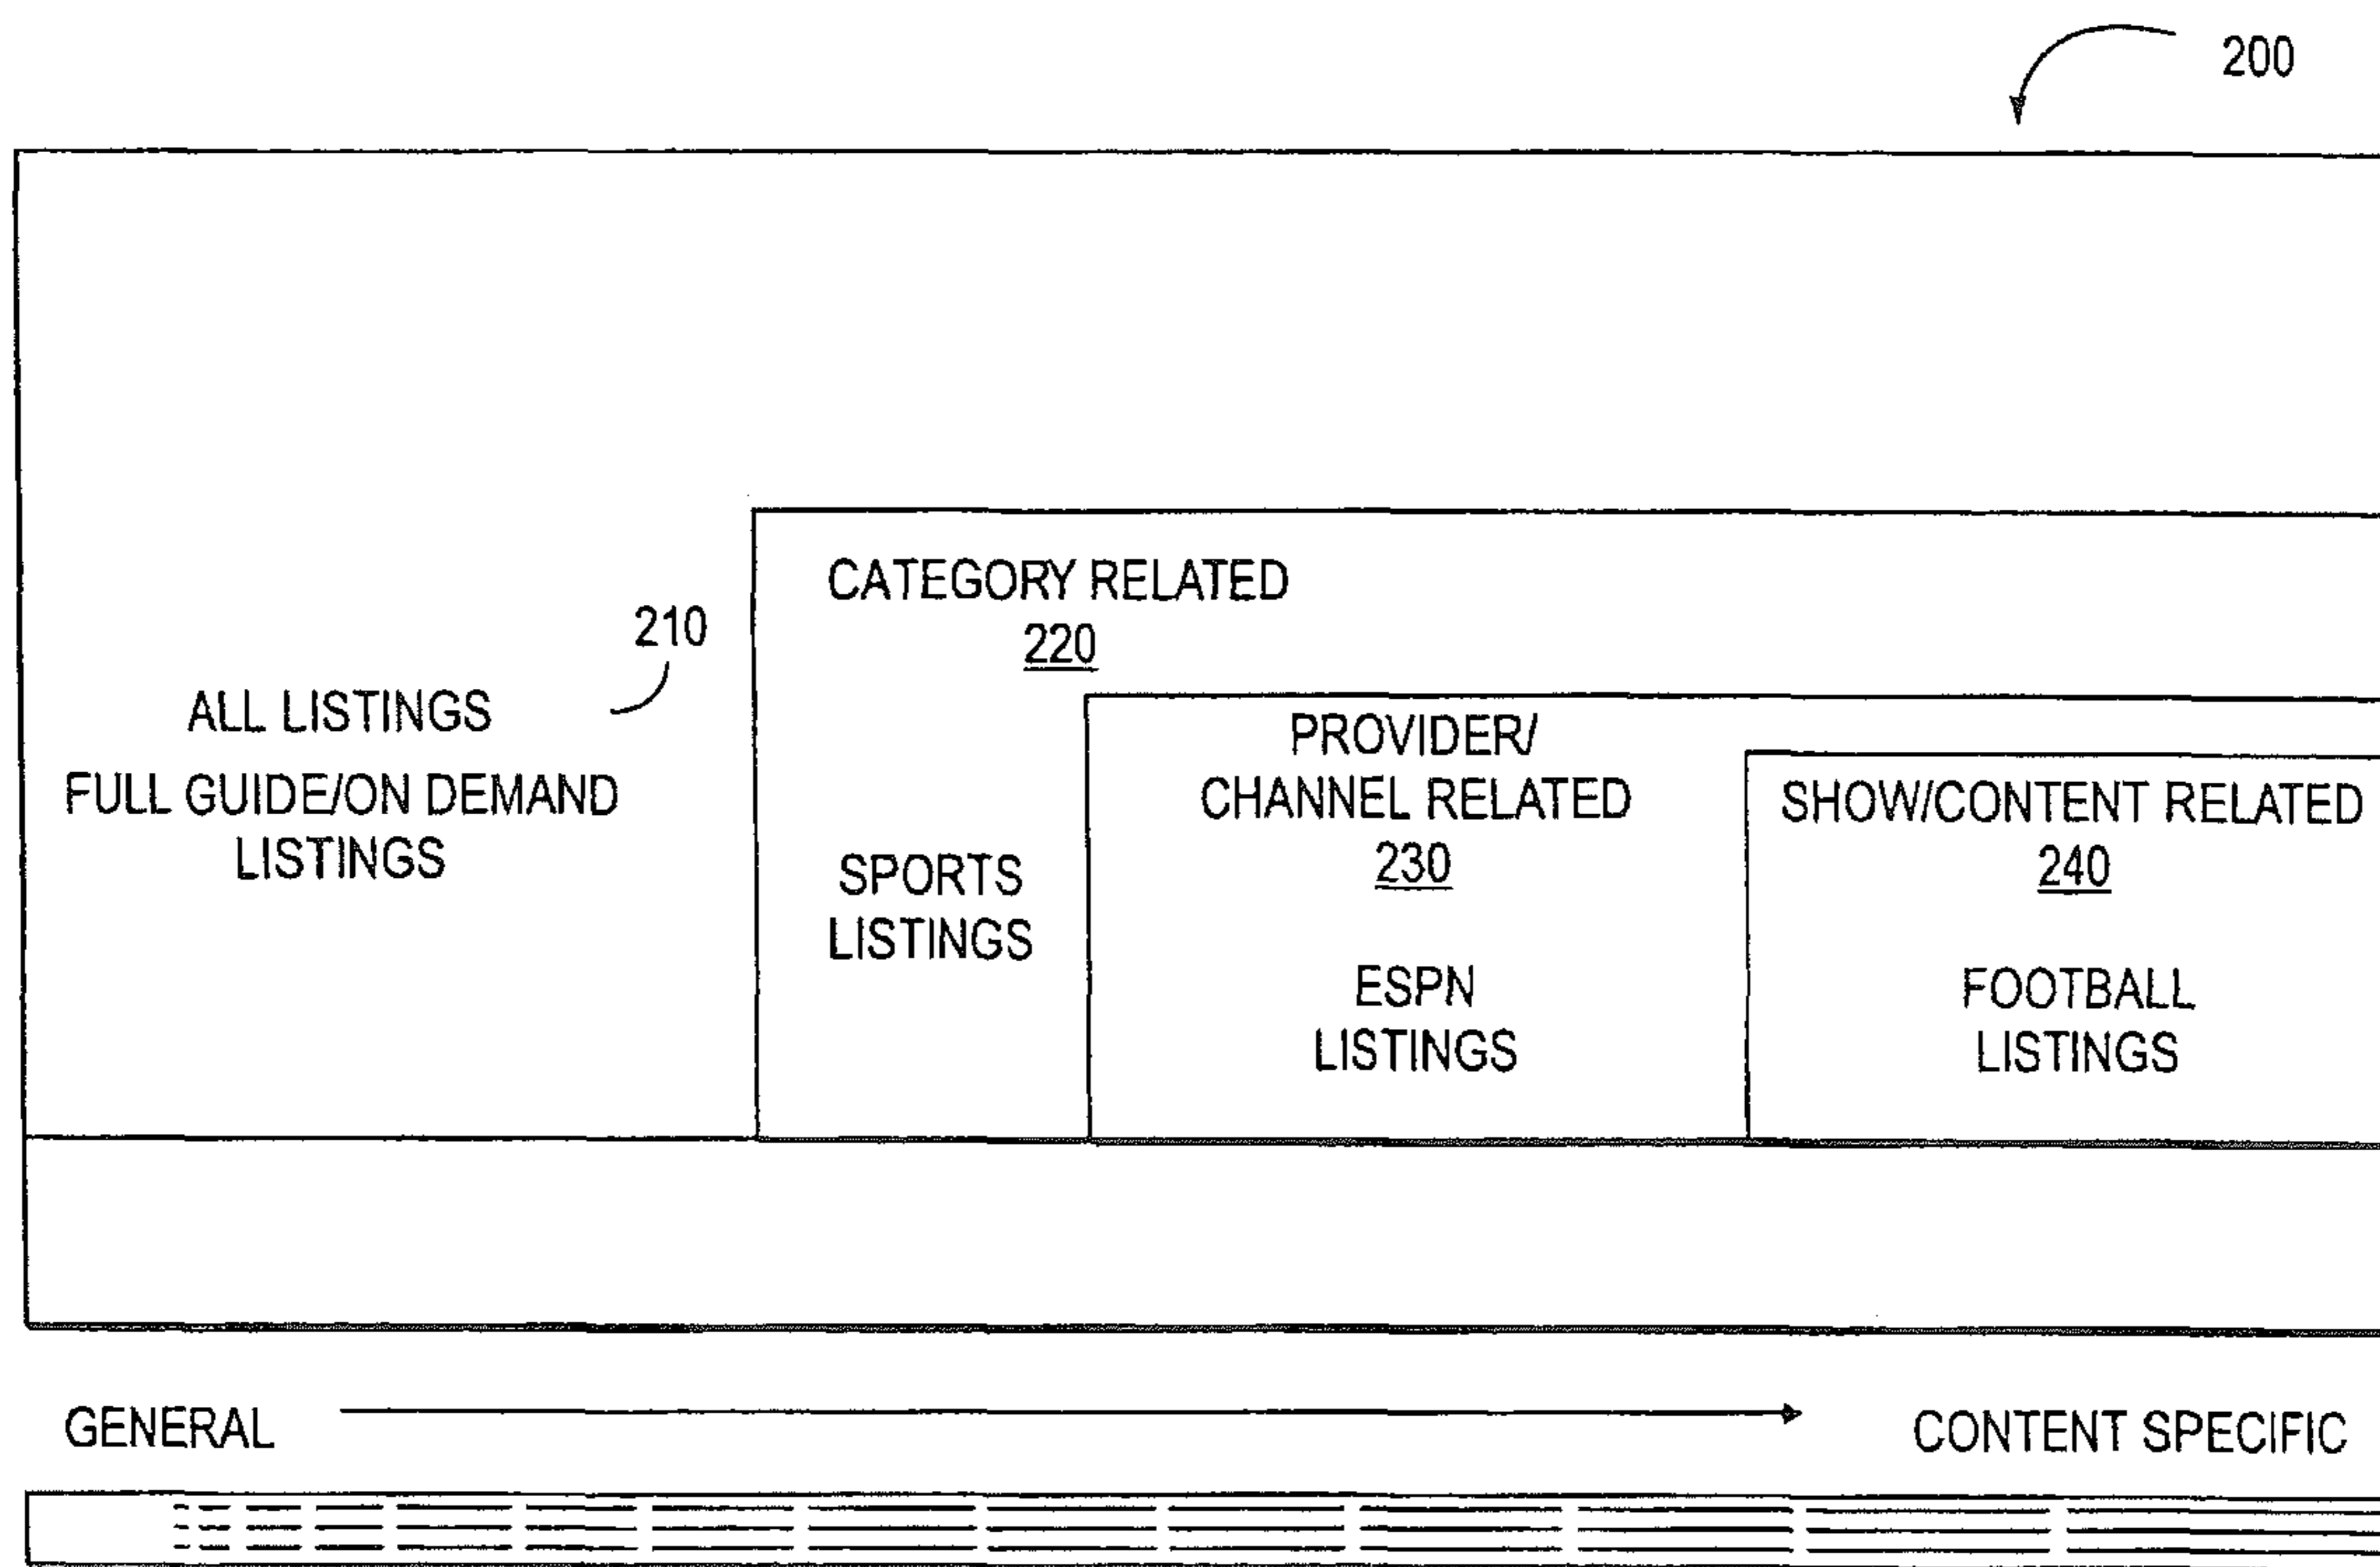 200
ALL LISTINGS
210
FULL GUIDE/ON DEMAND
LISTINGS
CATEGORY RELATED
220
SPORTS
LISTINGS
PROVIDER/
CHANNEL RELATED
230
ESPN
LISTINGS
SHOW/CONTENT RELATED
240
FOOTBALL
LISTINGS
GENERAL
CONTENT SPECIFIC